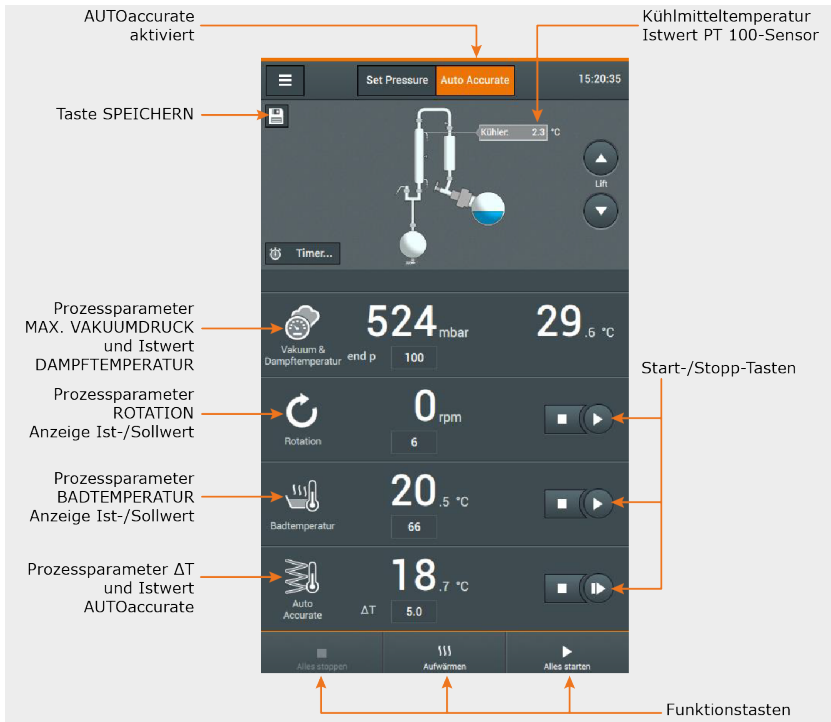 AUTOaccurate
aktiviert
Kühlmitteltemperatur
Istwert PT 100-Sensor
Set Pressure
Auto Accurate
15:20:35
Taste SPEICHERN
Kühler: 2.3 °C
Lift
Timer...
Prozessparameter
MAX. VAKUUMDRUCK
und Istwert
DAMPFTEMPERATUR
524 mbar
29.6 °C
Vakuum &
Dampftemperatur
end p 100
Start-/Stopp-Tasten
Prozessparameter
ROTATION
Anzeige Ist-/Sollwert
0 rpm
Rotation
6
Prozessparameter
BADTEMPERATUR
Anzeige Ist-/Sollwert
20.5 °C
Badtemperatur
66
Prozessparameter ΔT
und Istwert
AUTOaccurate
18.7 °C
Auto
Accurate
ΔT 5.0
Alles stoppen
Aufwärmen
Alles starten
Funktionstasten